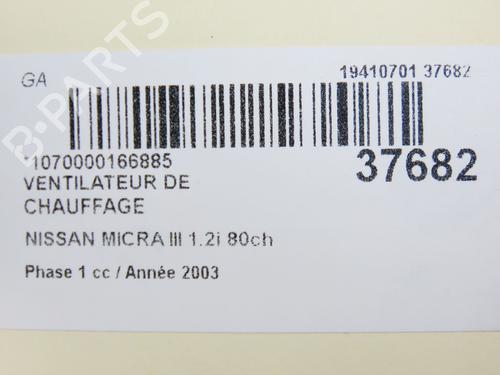 GA
19410701 37682
1070000166885
37682
VENTILATEUR DE
CHAUFFAGE
NISSAN MICRA III 1.2i 80ch
Phase 1 cc / Année 2003
B-PARTS